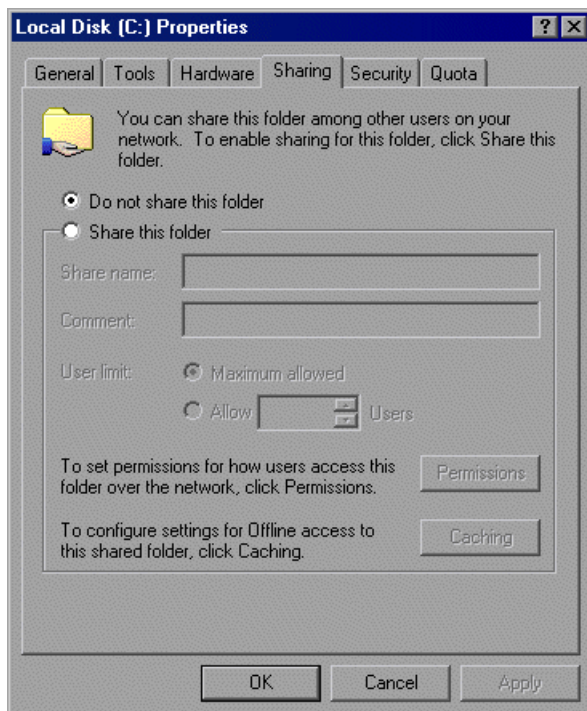 Local Disk (C:) Properties
General Tools Hardware Sharing Security Quota
You can share this folder among other users on your
network. To enable sharing for this folder, click Share this
folder.
Do not share this folder
Share this folder
Share name:
Comment:
User limit: Maximum allowed
Allow Users
To set permissions for how users access this
folder over the network, click Permissions.
Permissions
To configure settings for Offline access to
this shared folder, click Caching.
Caching
OK Cancel Apply